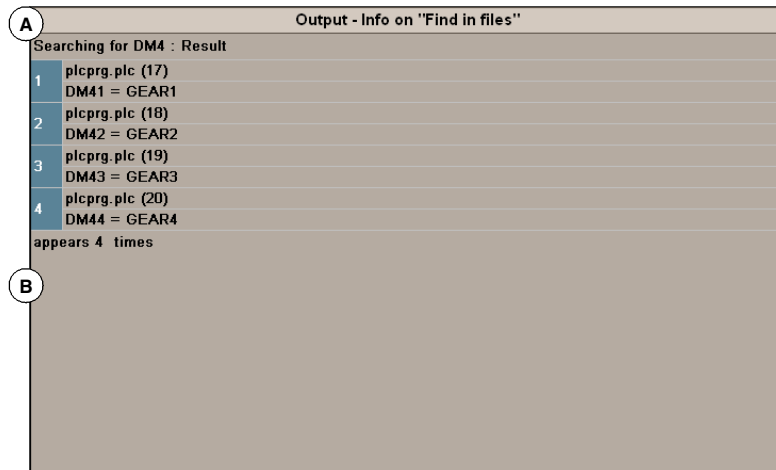 A
Output - Info on "Find in files"
Searching for DM4 : Result
1
plcprg.plc (17)
DM41 = GEAR1
2
plcprg.plc (18)
DM42 = GEAR2
3
plcprg.plc (19)
DM43 = GEAR3
4
plcprg.plc (20)
DM44 = GEAR4
appears 4 times
B